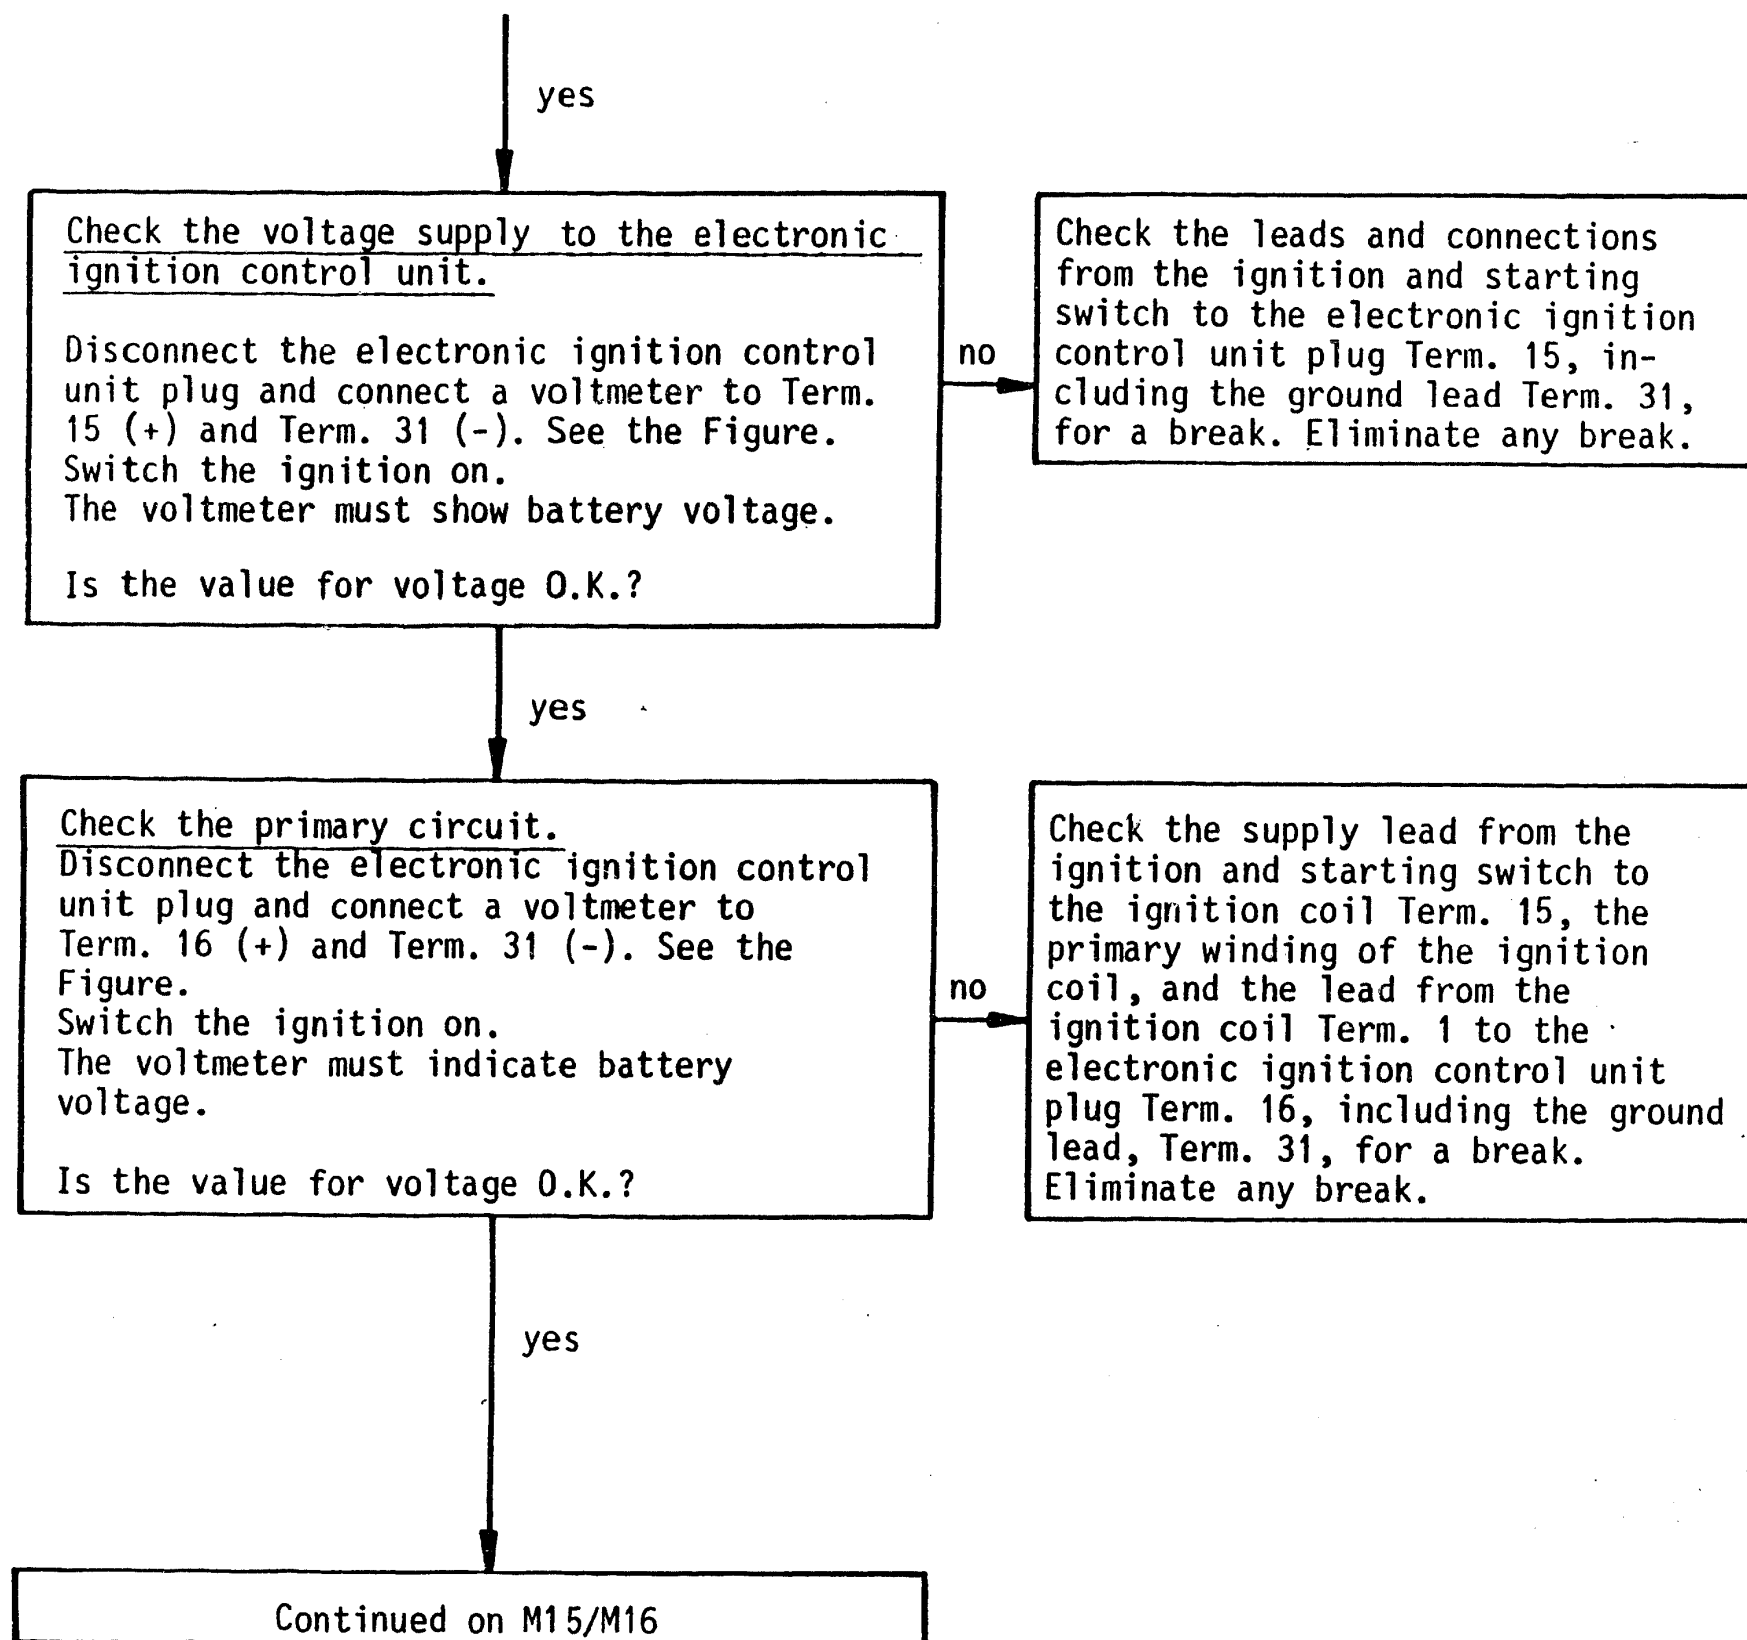 yes
Check the voltage supply to the electronic
ignition control unit.
Disconnect the electronic ignition control
unit plug and connect a voltmeter to Term.
15 (+) and Term. 31 (-). See the Figure.
Switch the ignition on.
The voltmeter must show battery voltage.
Is the value for voltage O.K.?
no
Check the leads and connections
from the ignition and starting
switch to the electronic ignition
control unit plug Term. 15, in-
cluding the ground lead Term. 31,
for a break. Eliminate any break.
yes
Check the primary circuit.
Disconnect the electronic ignition control
unit plug and connect a voltmeter to
Term. 16 (+) and Term. 31 (-). See the
Figure.
Switch the ignition on.
The voltmeter must indicate battery
voltage.
Is the value for voltage O.K.?
no
Check the supply lead from the
ignition and starting switch to
the ignition coil Term. 15, the
primary winding of the ignition
coil, and the lead from the
ignition coil Term. 1 to the
electronic ignition control unit
plug Term. 16, including the ground
lead, Term. 31, for a break.
Eliminate any break.
yes
Continued on M15/M16